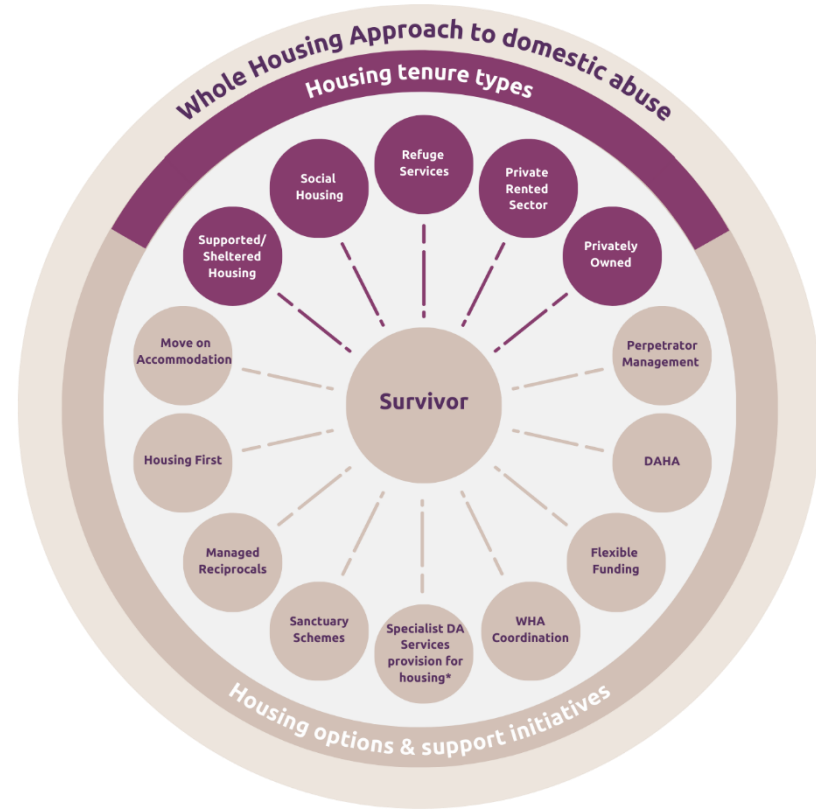 Whole Housing Approach to domestic abuse
Housing tenure types
Refuge
Services
Social
Housing
Private
Rented
Sector
Supported/
Sheltered
Housing
Privately
Owned
Move on
Accommodation
Perpetrator
Management
Survivor
Housing First
DAHA
Managed
Reciprocals
Flexible
Funding
Sanctuary
Schemes
Specialist DA
Services
provision for
housing*
WHA
Coordination
Housing options & support initiatives